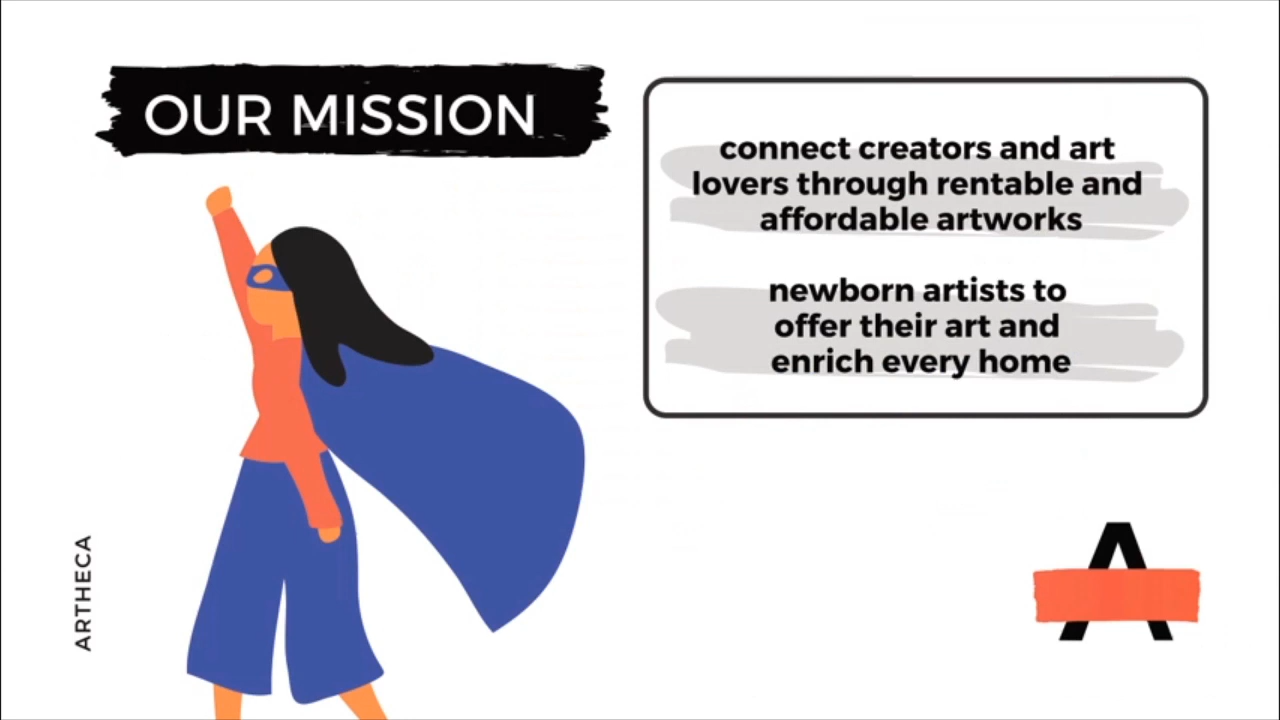 OUR MISSION
connect creators and art
lovers through rentable and
affordable artworks
newborn artists to
offer their art and
enrich every home
ARTHECA
A